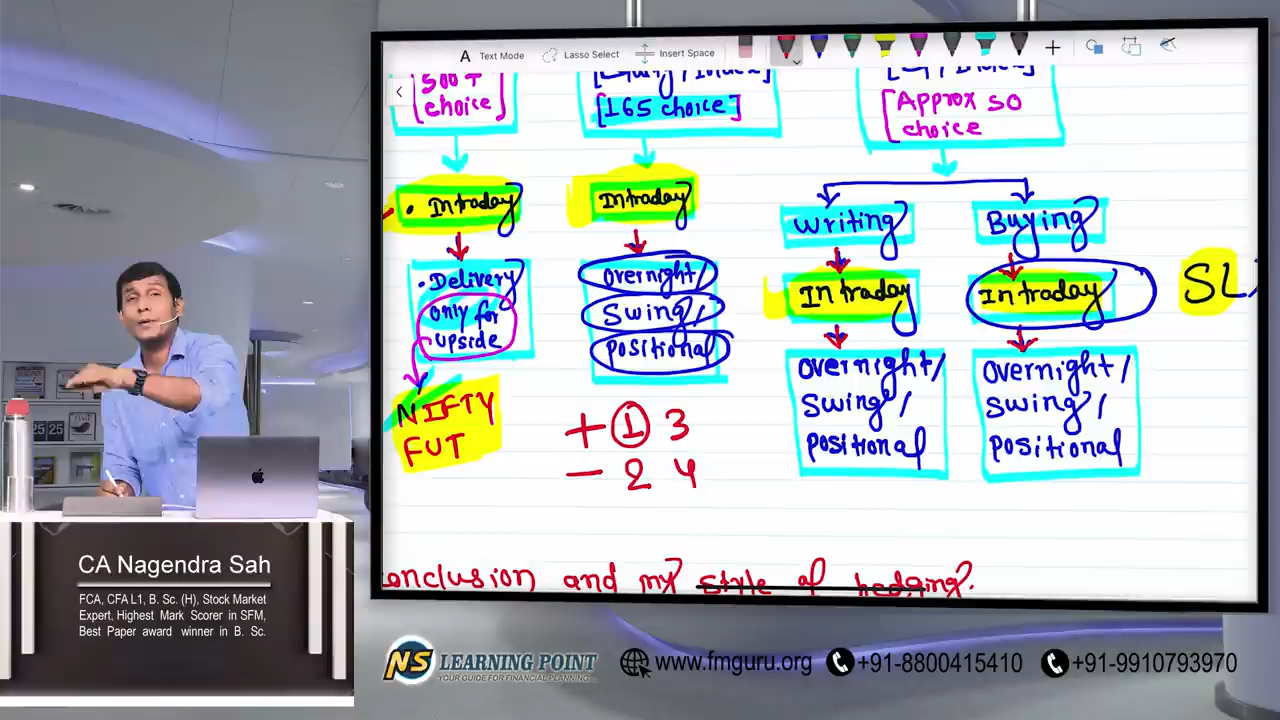 Text Mode
Lasso Select
Insert Space
[500+
choice]
[165 choice]
[Approx 50
choice
• Intraday
Intraday
Writing
Buying
• Delivery
only for
upside
Overnight/
Swing/
positional
Intraday
Intraday
SL
NIFTY
FUT
overnight/
swing/
positional
overnight/
swing/
positional
+ 1 3
- 2 4
onclusion and my style of hedging.
CA Nagendra Sah
FCA, CFA L1, B. Sc. (H), Stock Market
Expert, Highest Mark Scorer in SFM,
Best Paper award winner in B. Sc.
NS LEARNING POINT
YOUR GUIDE FOR FINANCIAL PLANNING....
www.fmguru.org
+91-8800415410
+91-9910793970